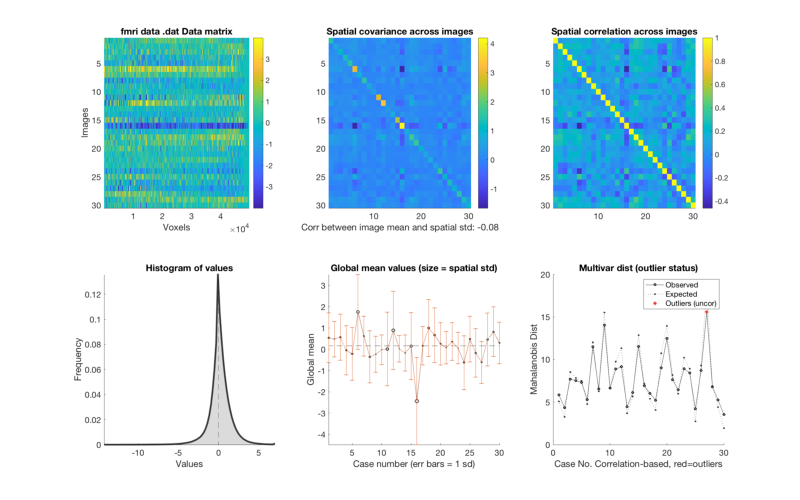 fmri data .dat Data matrix
Images
5
10
15
20
25
30
1 2 3 4
Voxels
×10^4
3
2
1
0
-1
-2
-3
Spatial covariance across images
5
10
15
20
25
30
10 20 30
4
3
2
1
0
-1
Corr between image mean and spatial std: -0.08
Spatial correlation across images
5
10
15
20
25
30
10 20 30
1
0.8
0.6
0.4
0.2
0
-0.2
-0.4
Histogram of values
Frequency
0.12
0.1
0.08
0.06
0.04
0.02
0
-10 -5 0 5
Values
Global mean values (size = spatial std)
Global mean
3
2
1
0
-1
-2
-3
-4
5 10 15 20 25 30
Case number (err bars = 1 sd)
Multivar dist (outlier status)
Mahalanobis Dist
20
15
10
5
0
0 10 20 30
Observed
Expected
Outliers (uncor)
Case No. Correlation-based, red=outliers